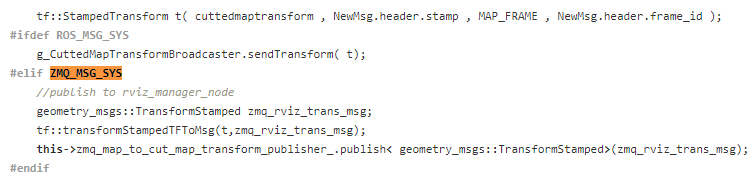 tf::StampedTransform t( cuttedmaptransform , NewMsg.header.stamp , MAP_FRAME , NewMsg.header.frame_id );
#ifdef ROS_MSG_SYS
g_CuttedMapTransformBroadcaster.sendTransform( t);
#elif ZMQ_MSG_SYS
//publish to rviz_manager_node
geometry_msgs::TransformStamped zmq_rviz_trans_msg;
tf::transformStampedTFToMsg(t,zmq_rviz_trans_msg);
this->zmq_map_to_cut_map_transform_publisher_.publish< geometry_msgs::TransformStamped>(zmq_rviz_trans_msg);
#endif